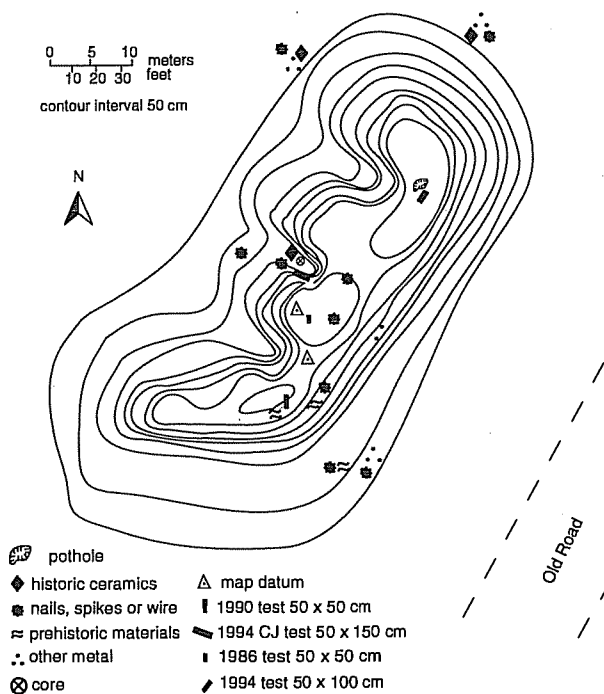 0 5 10 meters
10 20 30 feet
contour interval 50 cm
N
Old Road
pothole
historic ceramics
nails, spikes or wire
prehistoric materials
other metal
core
map datum
1990 test 50 x 50 cm
1994 CJ test 50 x 150 cm
1986 test 50 x 50 cm
1994 test 50 x 100 cm